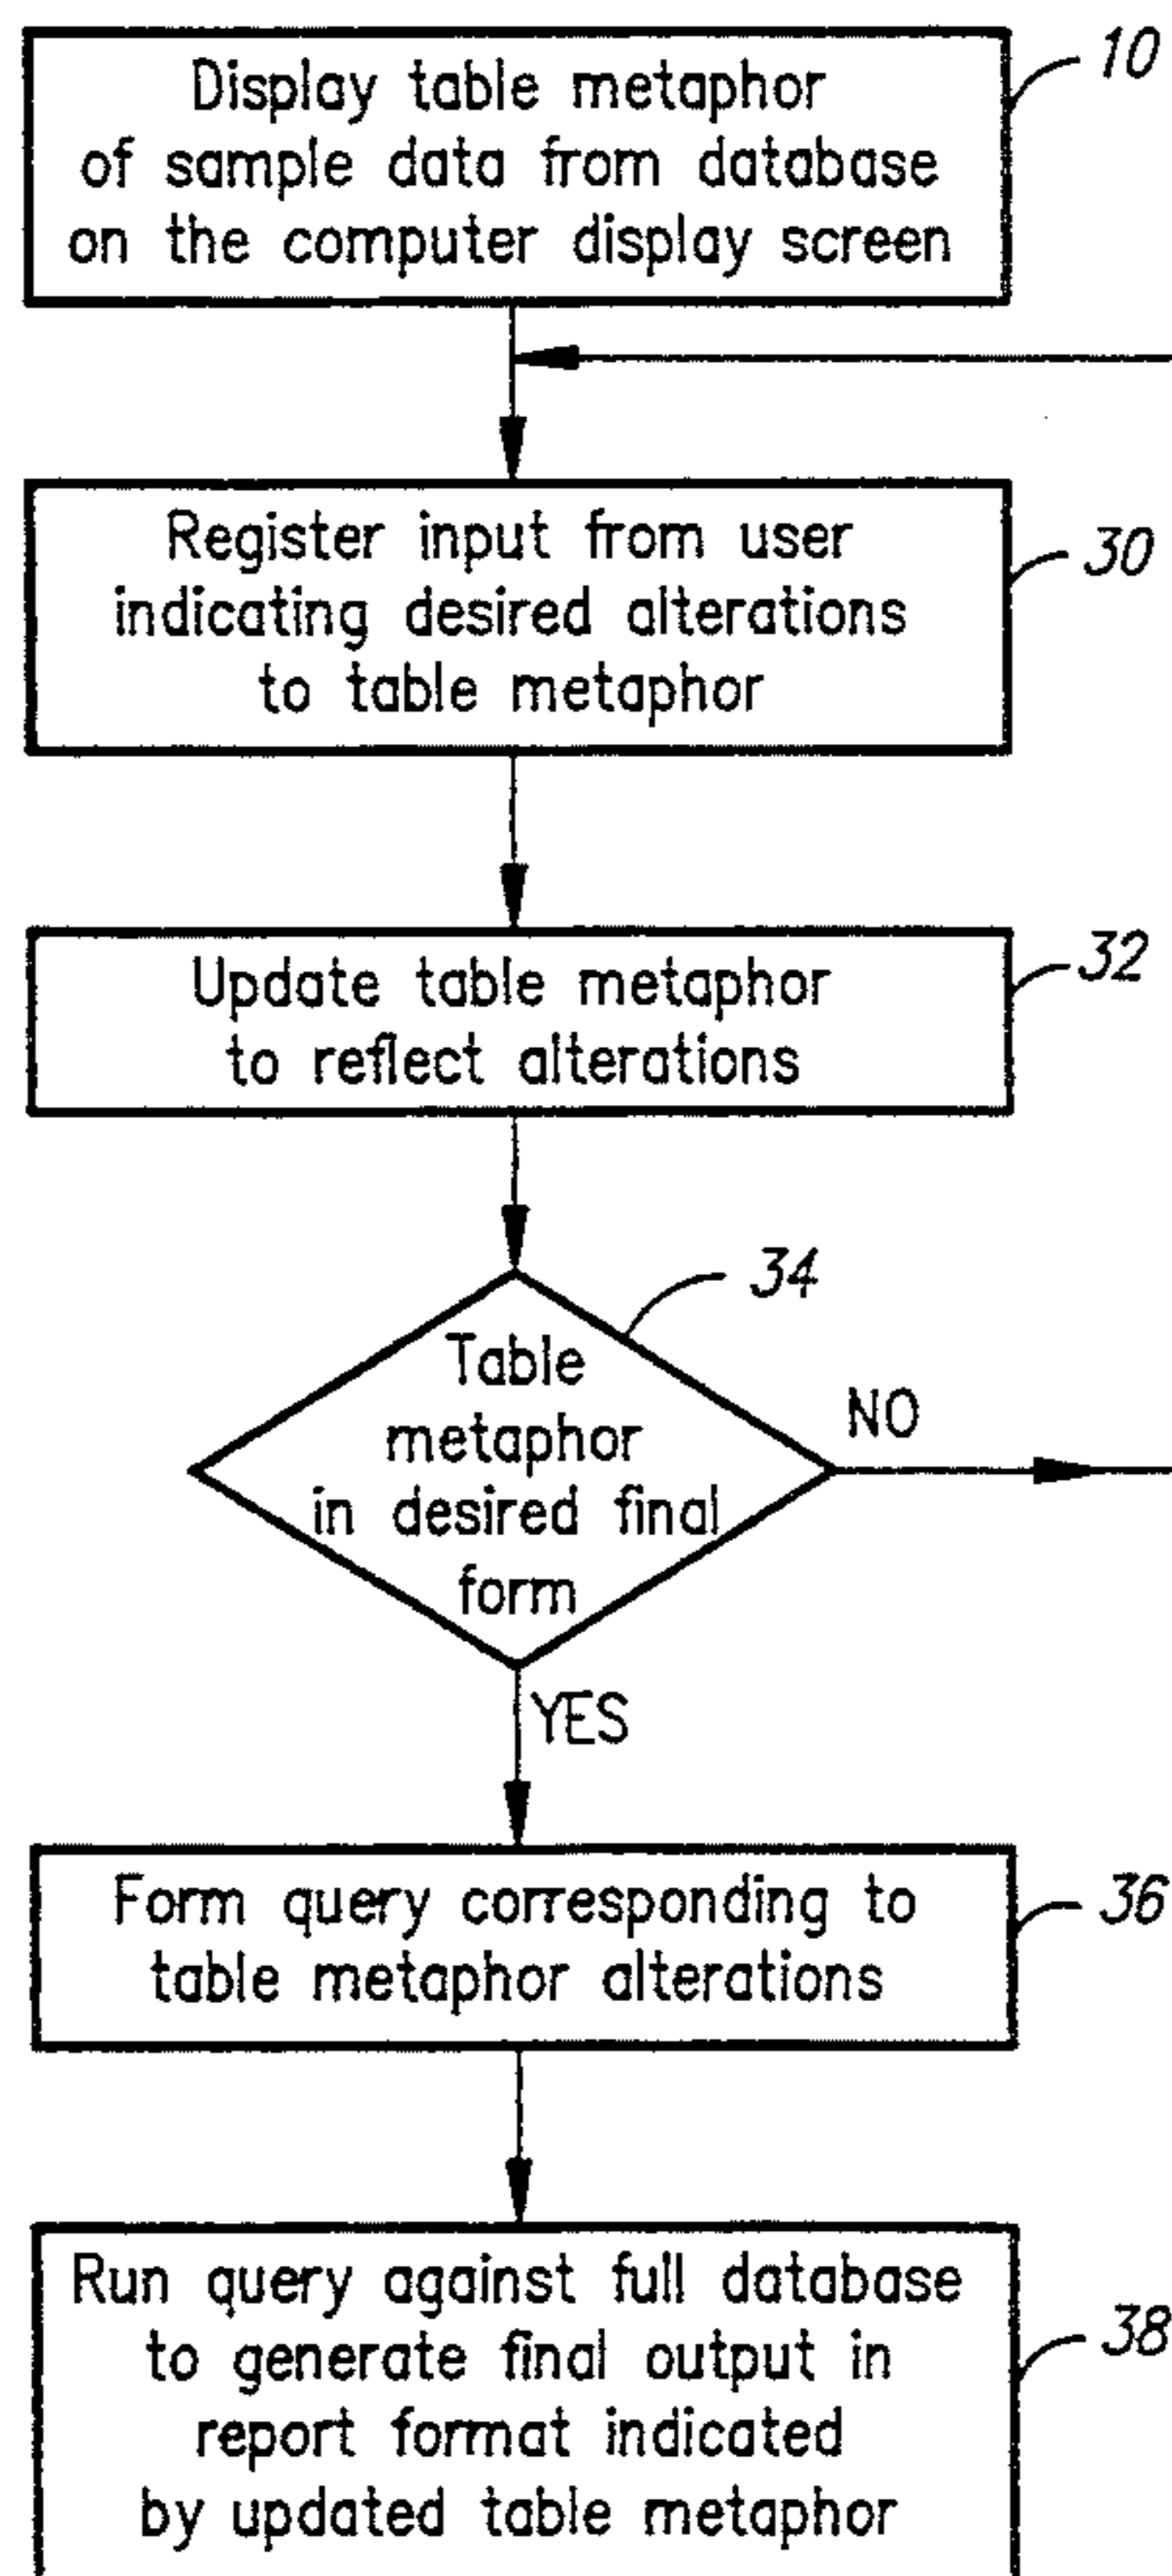 Display table metaphor
of sample data from database
on the computer display screen
10
Register input from user
indicating desired alterations
to table metaphor
30
Update table metaphor
to reflect alterations
32
34
Table
metaphor
in desired final
form
NO
YES
Form query corresponding to
table metaphor alterations
36
Run query against full database
to generate final output in
report format indicated
by updated table metaphor
38